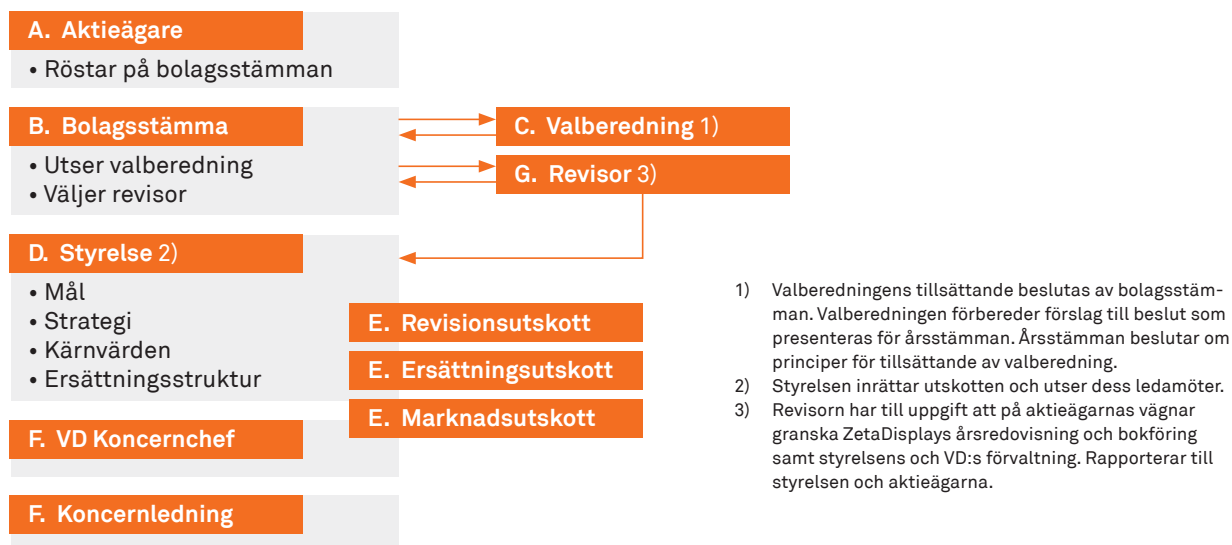 A. Aktieägare
• Röstar på bolagsstämman
B. Bolagsstämma
• Utser valberedning
• Väljer revisor
C. Valberedning 1)
G. Revisor 3)
D. Styrelse 2)
• Mål
• Strategi
• Kärnvärden
• Ersättningsstruktur
E. Revisionsutskott
E. Ersättningsutskott
E. Marknadsutskott
F. VD Koncernchef
F. Koncernledning
1) Valberedningens tillsättande beslutas av bolagsstäm-
man. Valberedningen förbereder förslag till beslut som
presenteras för årsstämman. Årsstämman beslutar om
principer för tillsättande av valberedning.
2) Styrelsen inrättar utskotten och utser dess ledamöter.
3) Revisorn har till uppgift att på aktieägarnas vägnar
granska ZetaDisplays årsredovisning och bokföring
samt styrelsens och VD:s förvaltning. Rapporterar till
styrelsen och aktieägarna.